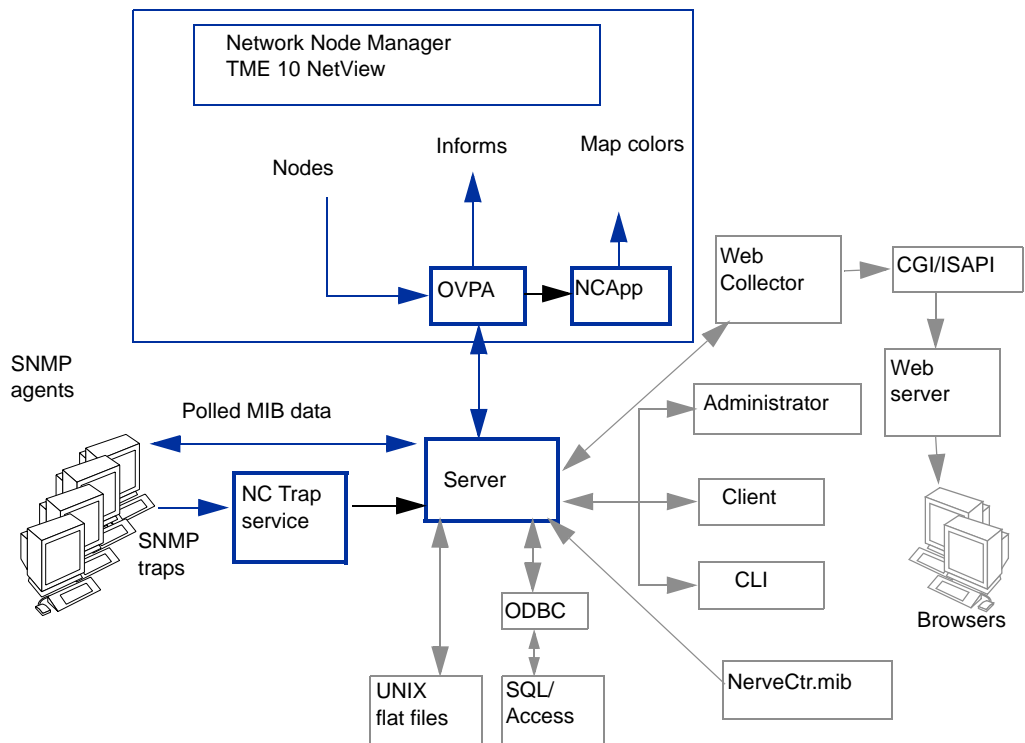 Network Node Manager
TME 10 NetView
Informs
Map colors
Nodes
OVPA
NCApp
Web
Collector
CGI/ISAPI
SNMP
agents
Web
server
Polled MIB data
Administrator
Server
NC Trap
service
Client
SNMP
traps
CLI
ODBC
Browsers
UNIX
flat files
SQL/
Access
NerveCtr.mib